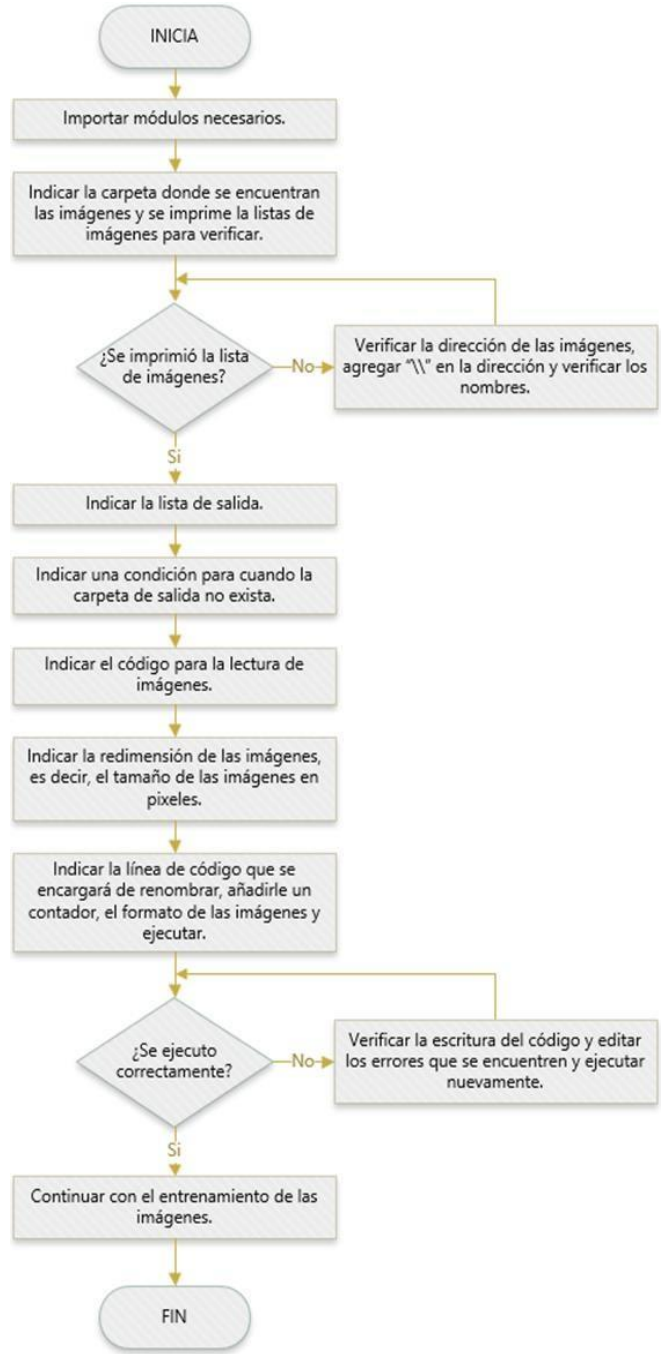 INICIA
Importar módulos necesarios.
Indicar la carpeta donde se encuentran
las imágenes y se imprime la listas de
imágenes para verificar.
¿Se imprimió la lista
de imágenes?
No
Verificar la dirección de las imágenes,
agregar “\\” en la dirección y verificar los
nombres.
Si
Indicar la lista de salida.
Indicar una condición para cuando la
carpeta de salida no exista.
Indicar el código para la lectura de
imágenes.
Indicar la redimensión de las imágenes,
es decir, el tamaño de las imágenes en
pixeles.
Indicar la línea de código que se
encargará de renombrar, añadirle un
contador, el formato de las imágenes y
ejecutar.
¿Se ejecuto
correctamente?
No
Verificar la escritura del código y editar
los errores que se encuentren y ejecutar
nuevamente.
Si
Continuar con el entrenamiento de las
imágenes.
FIN